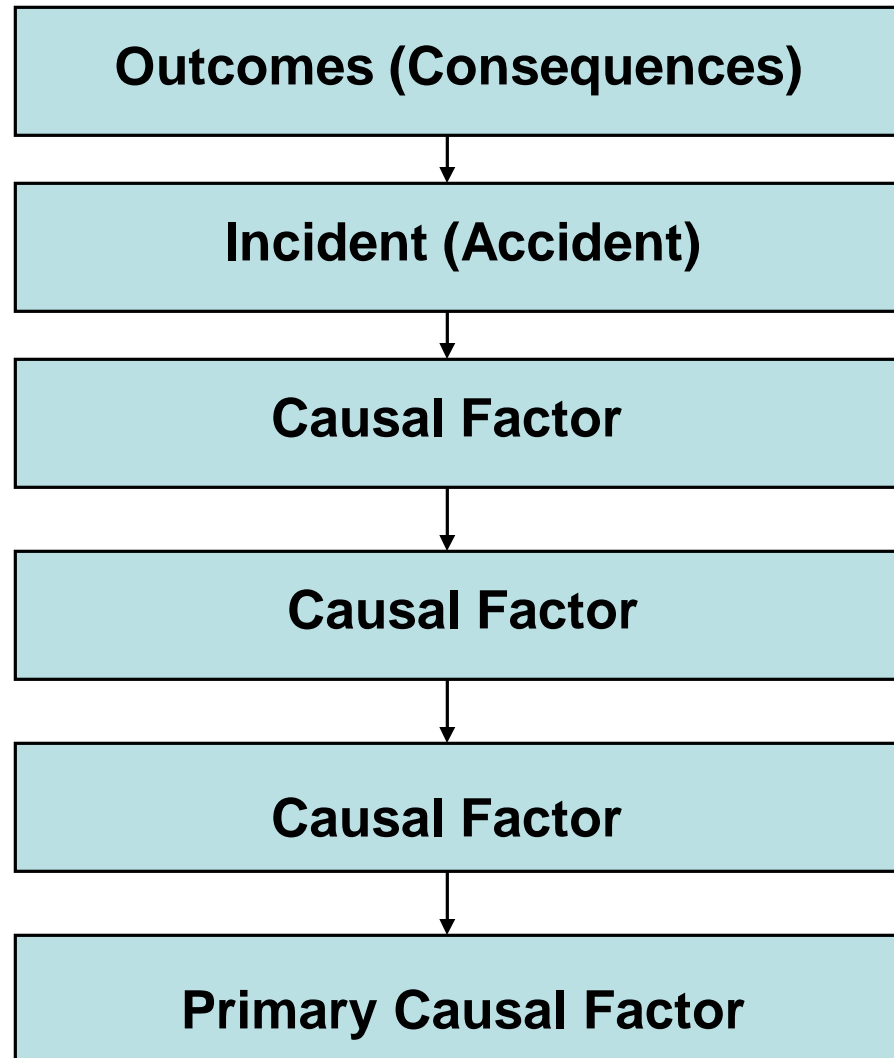 Outcomes (Consequences)
Incident (Accident)
Causal Factor
Causal Factor
Causal Factor
Primary Causal Factor